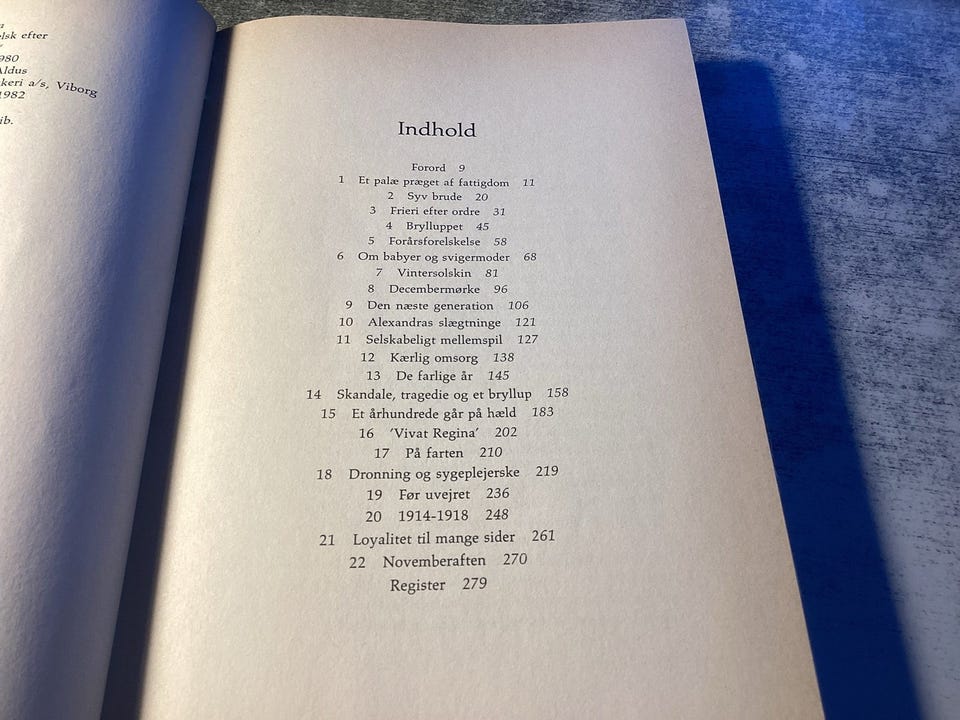 elsk efter
980
Aldus
keri a/s, Viborg
1982
ib.
Indhold
Forord 9
1 Et palæ præget af fattigdom 11
2 Syv brude 20
3 Frieri efter ordre 31
4 Brylluppet 45
5 Forårsforelskelse 58
6 Om babyer og svigermoder 68
7 Vintersolskin 81
8 Decembermørke 96
9 Den næste generation 106
10 Alexandras slægtninge 121
11 Selskabeligt mellemspil 127
12 Kærlig omsorg 138
13 De farlige år 145
14 Skandale, tragedie og et bryllup 158
15 Et århundrede går på hæld 183
16 'Vivat Regina' 202
17 På farten 210
18 Dronning og sygeplejerske 219
19 Før uvejret 236
20 1914-1918 248
21 Loyalitet til mange sider 261
22 Novemberaften 270
Register 279